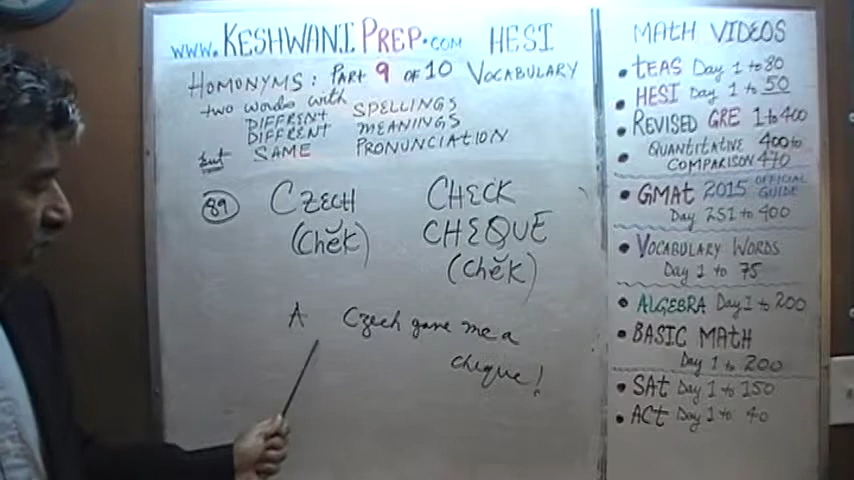 www.KESHWANIPREP.com HESI
HOMONYMS: PART 9 OF 10 VOCABULARY
two words with
DIFFRENT SPELLINGS
DIFFRENT MEANINGS
but SAME PRONUNCIATION
89 CZECH CHECK
(Chĕk) CHEQUE
(Chĕk)
A Czech gave me a
cheque!
MATH VIDEOS
• tEAS Day 1 to 80
• HESI Day 1 to 50
• REVISED GRE 1 to 400
• QUANTITATIVE 400 to
COMPARISON 470
• GMAt 2015 OFFICIAL
GUIDE
Day 251 to 400
• VOCABULARY WORDS
Day 1 to 75
• ALGEBRA Day 1 to 200
• BASIC MATH
Day 1 to 200
• SAt Day 1 to 150
• ACt Day 1 to 40